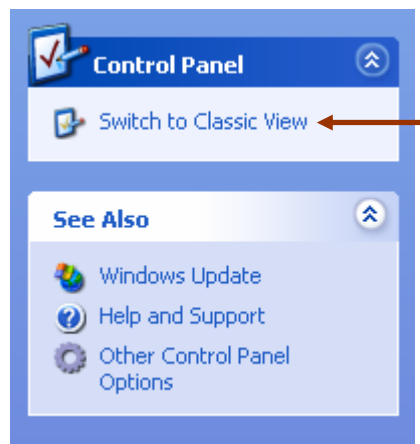 Control Panel
Switch to Classic View
See Also
Windows Update
Help and Support
Other Control Panel
Options